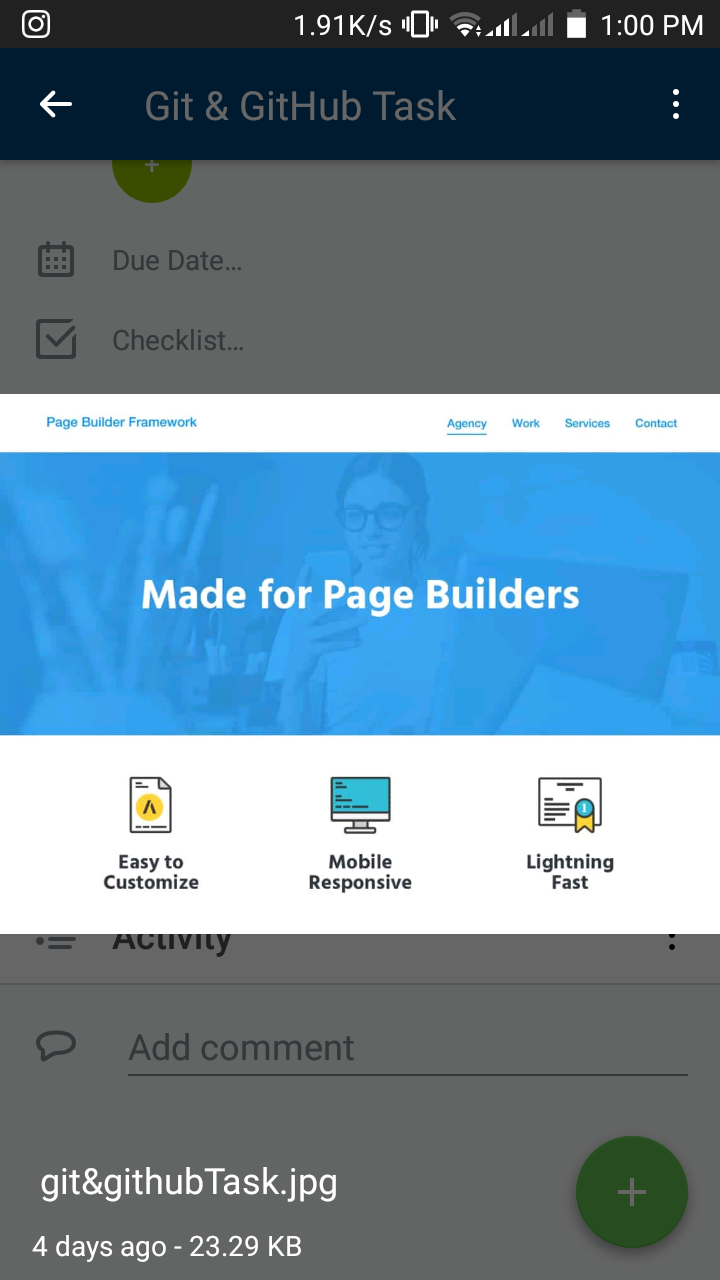 1.91K/s 1:00 PM
Git & GitHub Task
Due Date...
Checklist...
Page Builder Framework Agency Work Services Contact
Made for Page Builders
Easy to
Customize
Mobile
Responsive
1
Lightning
Fast
Activity
Add comment
git&githubTask.jpg
4 days ago - 23.29 KB